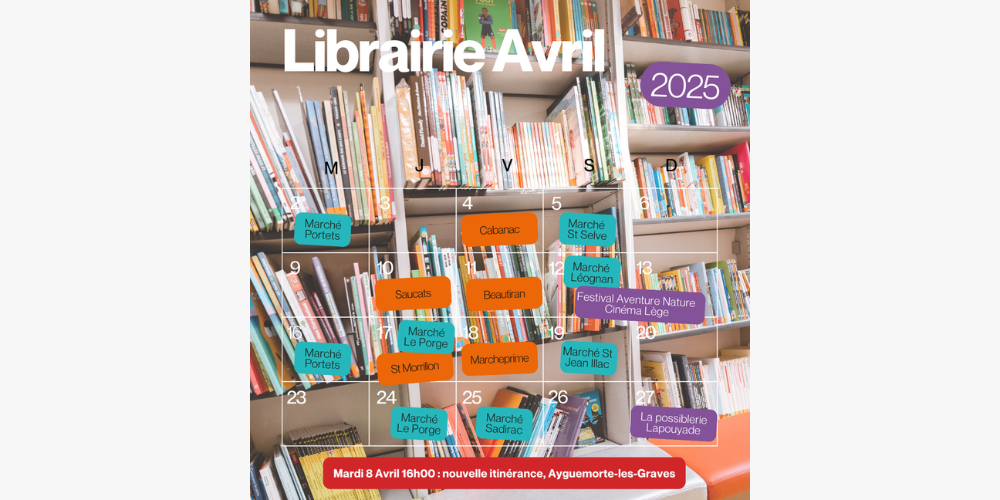 Librairie Avril
2025
M J V S D
2 3 4 5 6
Marché
Portets
Cabanac
Marché
St Selve
9 10 11 12 13
Marché
Léognan
Saucats
Beautiran
Festival Aventure Nature
Cinéma Lège
16 17 18 19 20
Marché
Portets
Marché
Le Porge
St Morrillon
Marcheprime
Marché St
Jean Illac
23 24 25 26 27
Marché
Le Porge
Marché
Sadirac
La possiblerie
Lapouyade
Mardi 8 Avril 16h00 : nouvelle itinérance, Ayguemorte-les-Graves